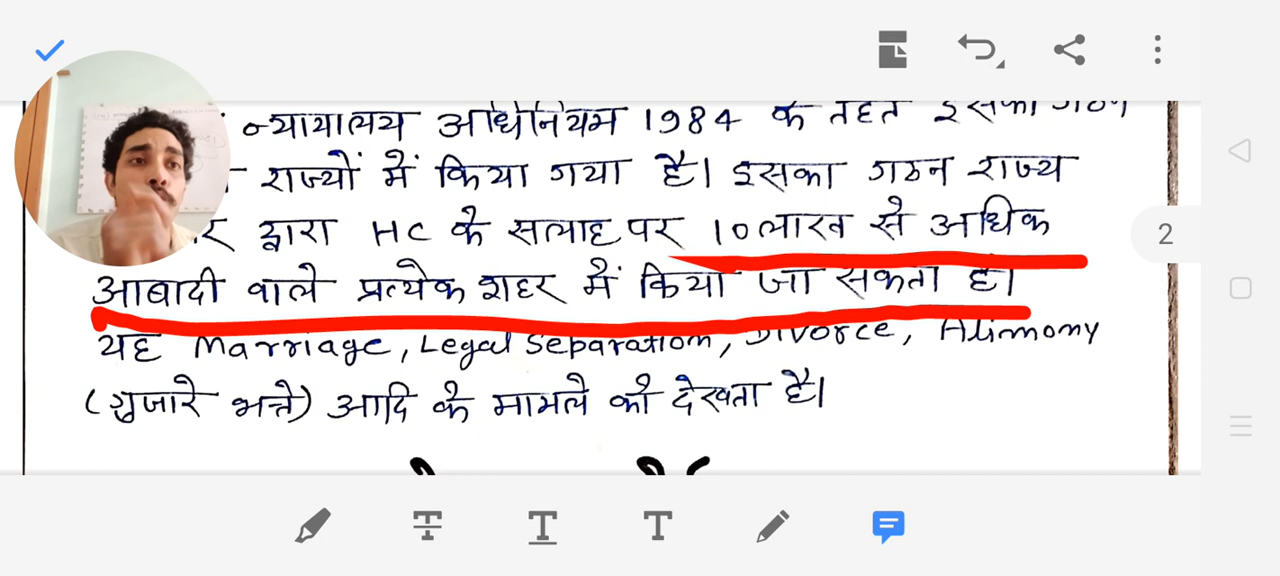 न्यायालय अधिनियम 1984 के तहत इसका गठन
राज्यों में किया गया है। इसका गठन राज्य
द्वारा HC के सलाह पर 10 लाख से अधिक
2
आबादी वाले प्रत्येक शहर में किया जा सकता है।
यह Marriage, Legal Separation, Divorce, Alimony
(गुजारे भत्ते) आदि के मामले को देखता है।